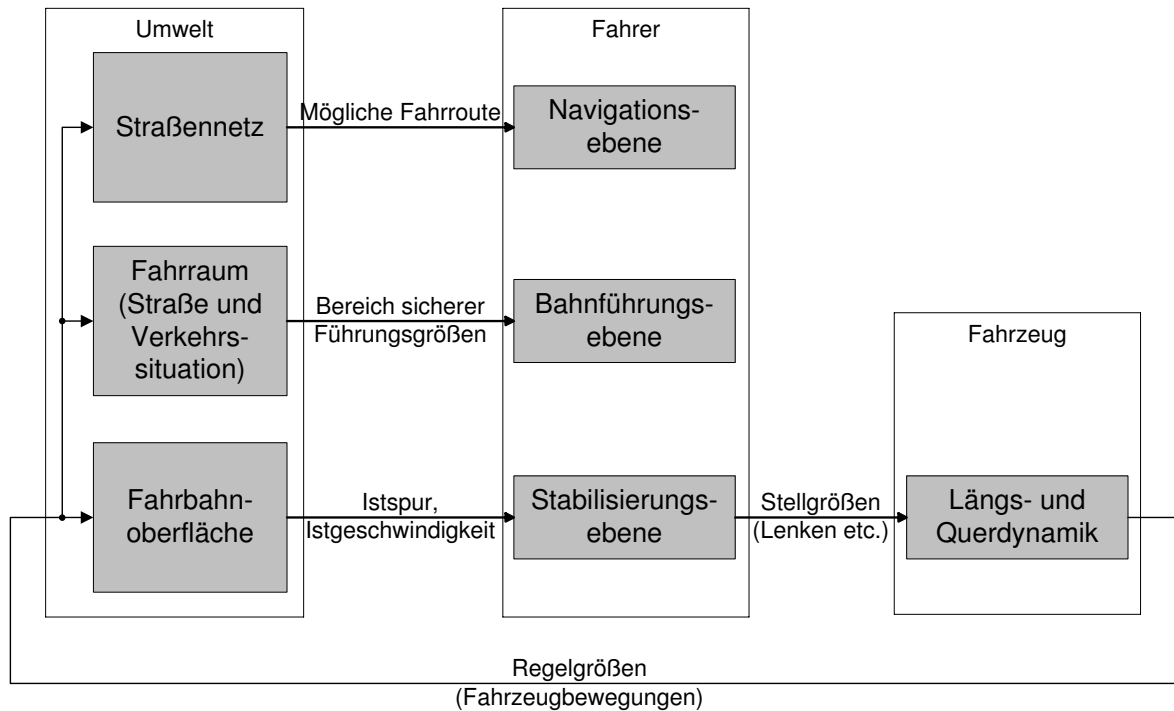 Umwelt
Fahrer
Straßennetz
Mögliche Fahrroute
Navigations-
ebene
Fahrraum
(Straße und
Verkehrs-
situation)
Bereich sicherer
Führungsgrößen
Bahnführungs-
ebene
Fahrzeug
Fahrbahn-
oberfläche
Istspur,
Istgeschwindigkeit
Stabilisierungs-
ebene
Stellgrößen
(Lenken etc.)
Längs- und
Querdynamik
Regelgrößen
(Fahrzeugbewegungen)